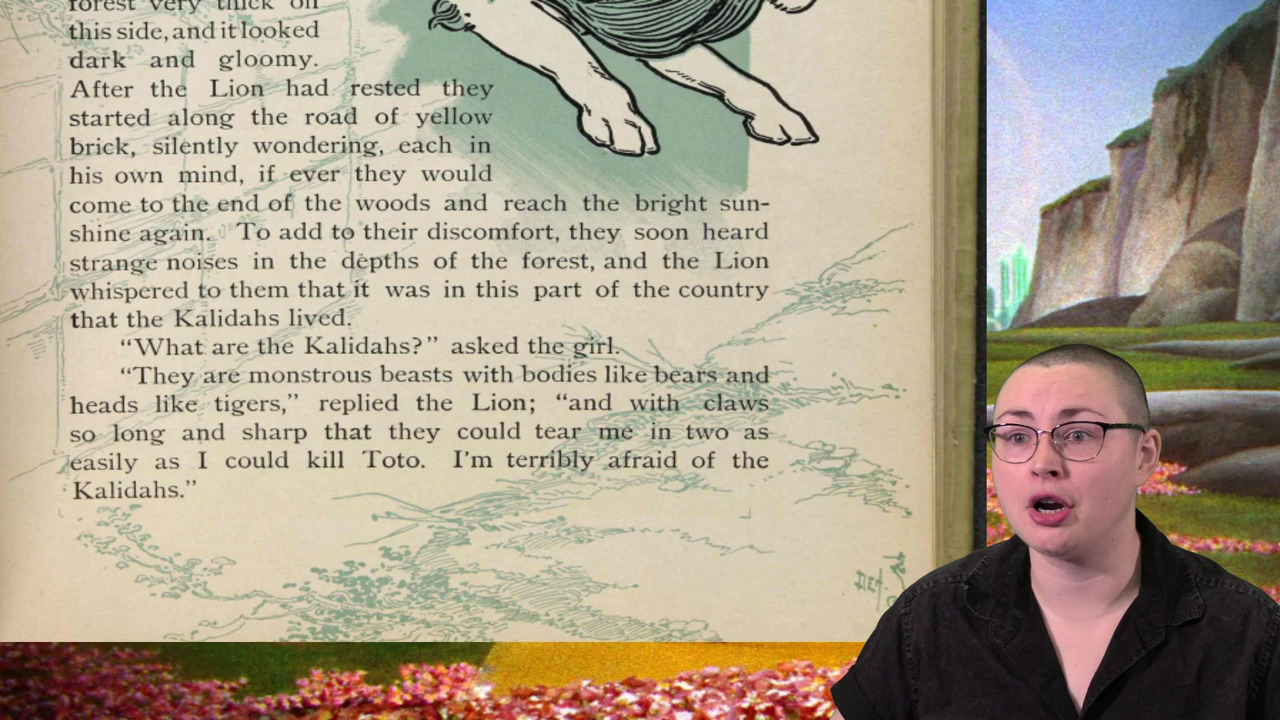 forest very thick on
this side, and it looked
dark and gloomy.
After the Lion had rested they
started along the road of yellow
brick, silently wondering, each in
his own mind, if ever they would
come to the end of the woods and reach the bright sun-
shine again. To add to their discomfort, they soon heard
strange noises in the depths of the forest, and the Lion
whispered to them that it was in this part of the country
that the Kalidahs lived.
“What are the Kalidahs?” asked the girl.
“They are monstrous beasts with bodies like bears and
heads like tigers,” replied the Lion; “and with claws
so long and sharp that they could tear me in two as
easily as I could kill Toto. I'm terribly afraid of the
Kalidahs.”